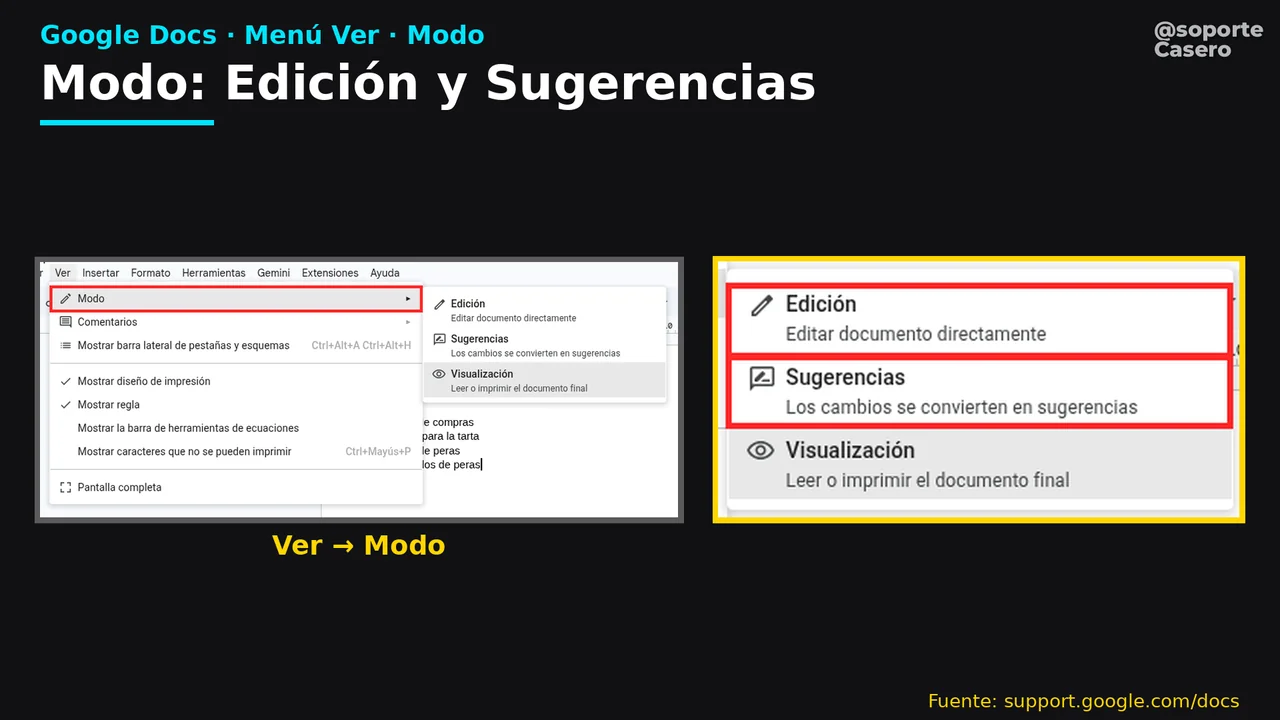 Google Docs · Menú Ver · Modo
@soporte
Casero
Modo: Edición y Sugerencias
Ver Insertar Formato Herramientas Gemini Extensiones Ayuda
Modo
Comentarios
Mostrar barra lateral de pestañas y esquemas Ctrl+Alt+A Ctrl+Alt+H
Mostrar diseño de impresión
Mostrar regla
Mostrar la barra de herramientas de ecuaciones
Mostrar caracteres que no se pueden imprimir Ctrl+Mayús+P
Pantalla completa
Edición
Editar documento directamente
Sugerencias
Los cambios se convierten en sugerencias
Visualización
Leer o imprimir el documento final
compras
para la tarta
de peras
los de peras
Edición
Editar documento directamente
Sugerencias
Los cambios se convierten en sugerencias
Visualización
Leer o imprimir el documento final
Ver → Modo
Fuente: support.google.com/docs